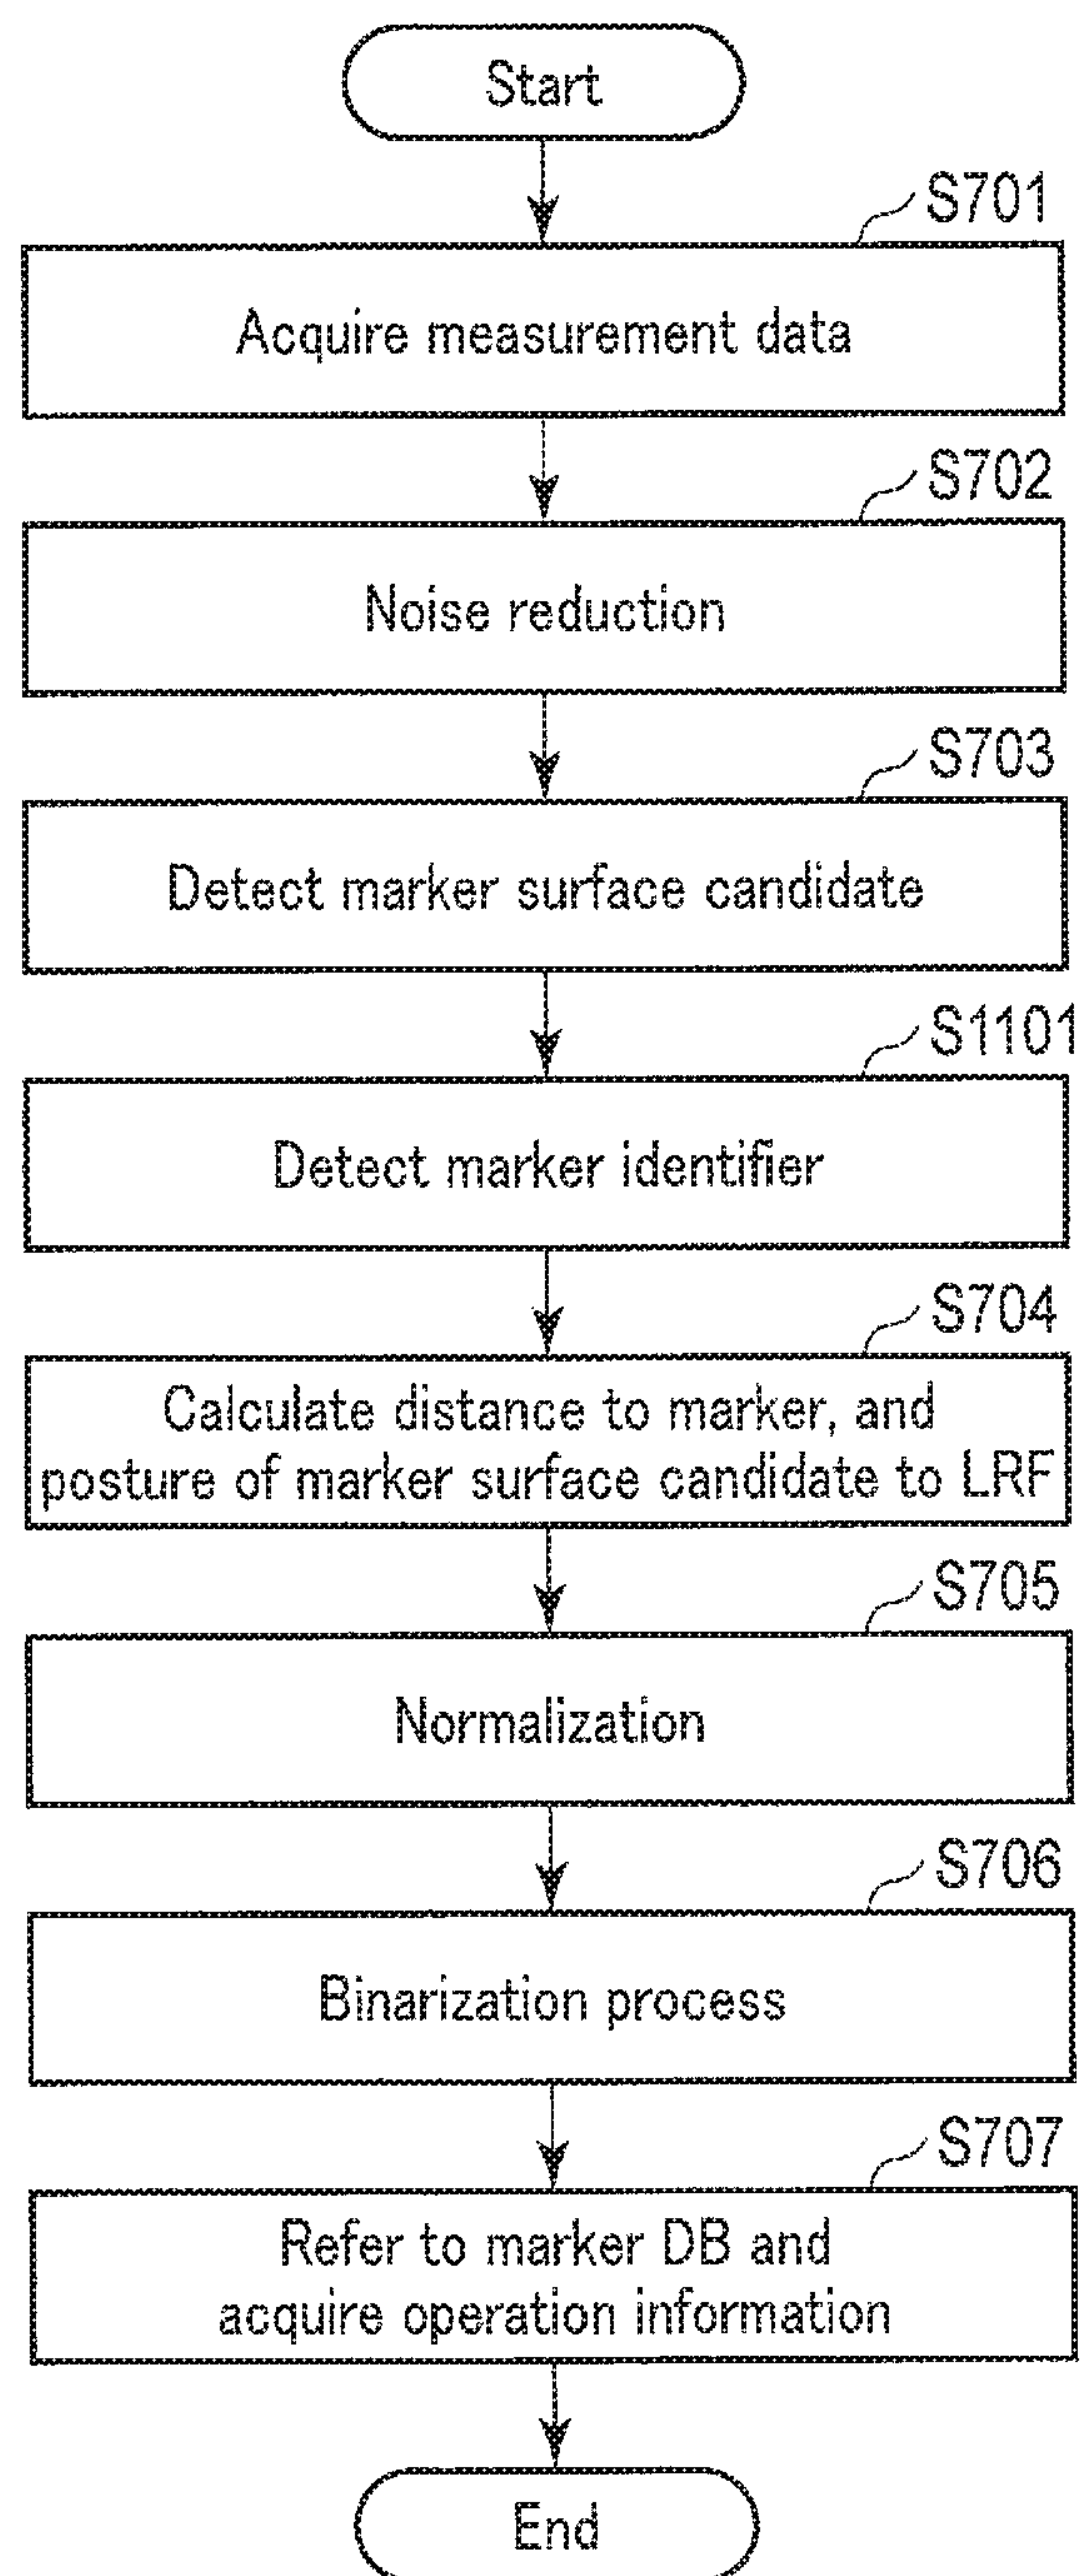 Start
S701
Acquire measurement data
S702
Noise reduction
S703
Detect marker surface candidate
S1101
Detect marker identifier
S704
Calculate distance to marker, and
posture of marker surface candidate to LRF
S705
Normalization
S706
Binarization process
S707
Refer to marker DB and
acquire operation information
End